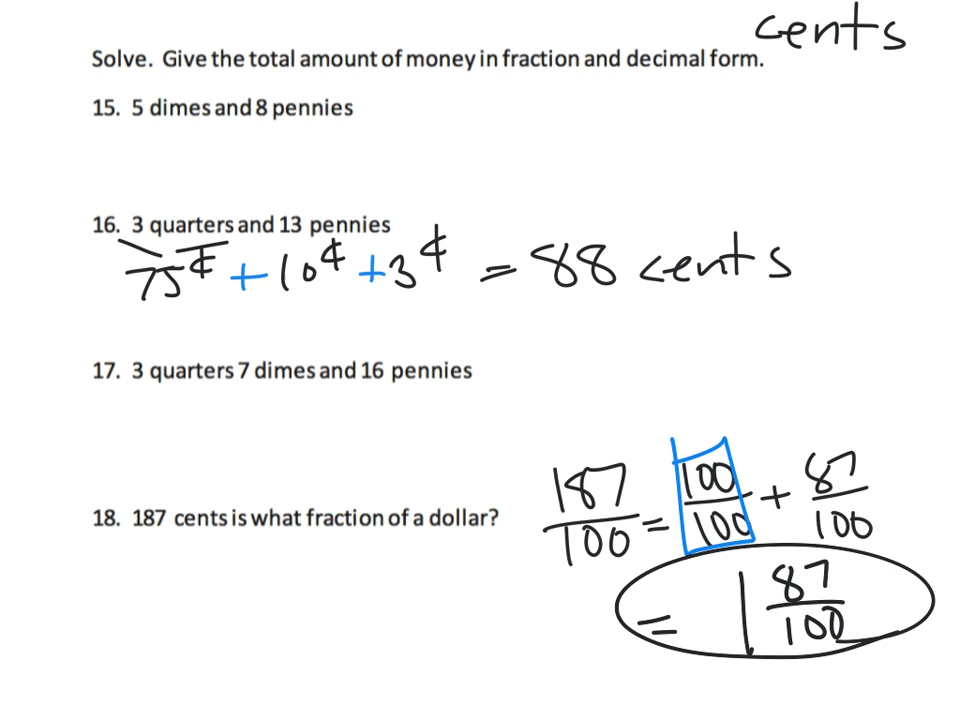 cents
Solve. Give the total amount of money in fraction and decimal form.
15. 5 dimes and 8 pennies
16. 3 quarters and 13 pennies
75¢ + 10¢ + 3¢ = 88 cents
17. 3 quarters 7 dimes and 16 pennies
18. 187 cents is what fraction of a dollar? 187/100 = 100/100 + 87/100
= 1 87/100